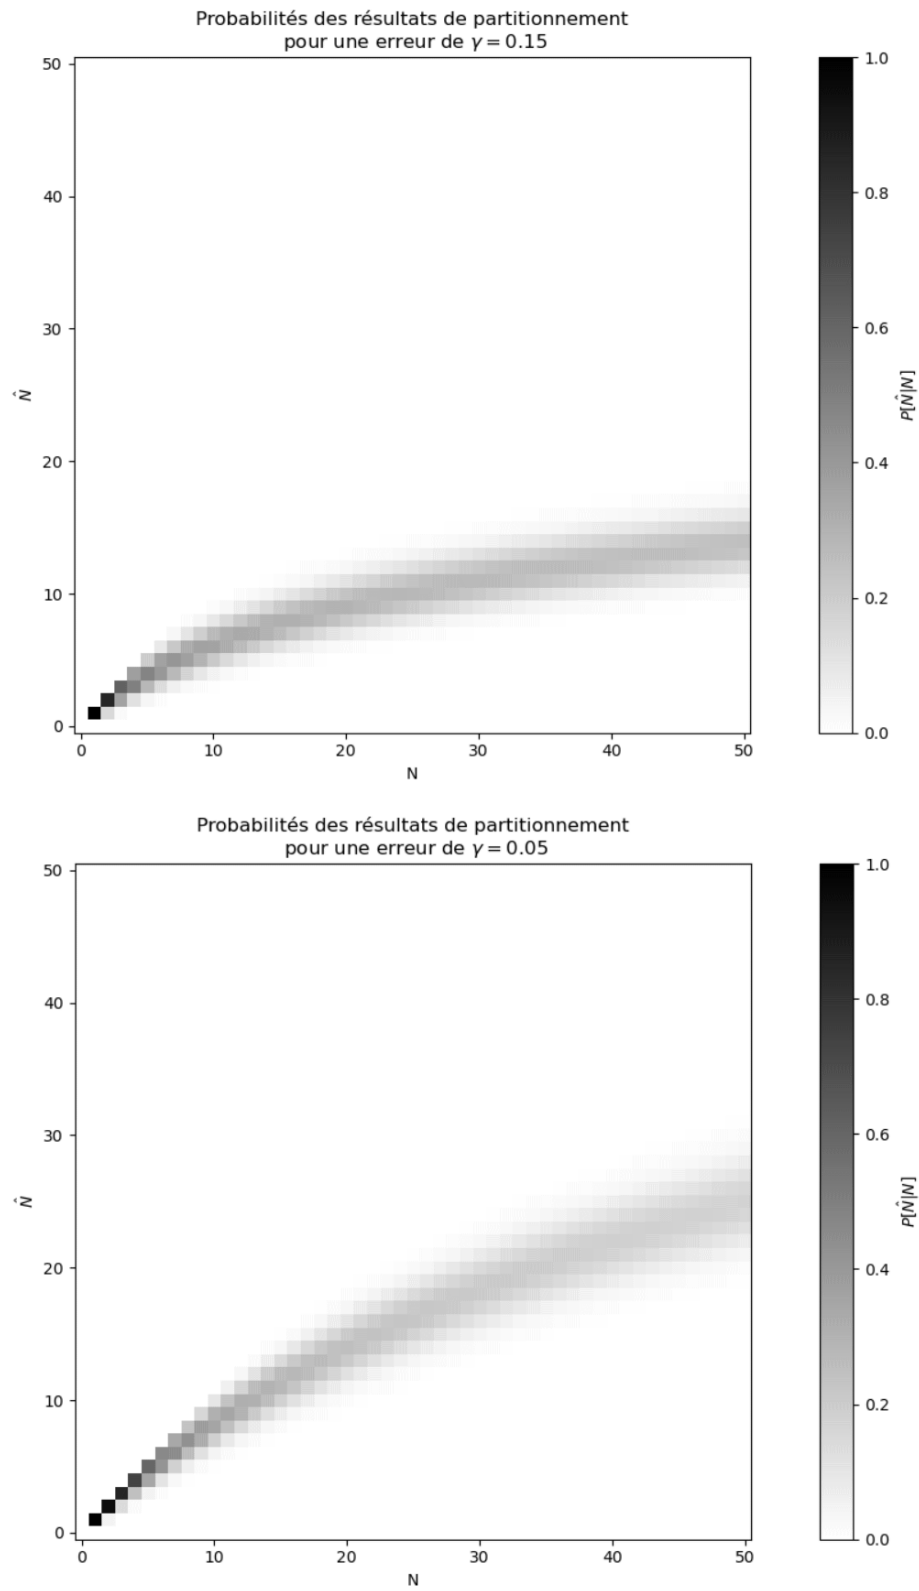 Probabilités des résultats de partitionnement
pour une erreur de γ = 0.15
50
40
30
20
10
0
N̂
0 10 20 30 40 50
N
1.0
0.8
0.6
0.4
0.2
0.0
P[N̂|N]
Probabilités des résultats de partitionnement
pour une erreur de γ = 0.05
50
40
30
20
10
0
N̂
0 10 20 30 40 50
N
1.0
0.8
0.6
0.4
0.2
0.0
P[N̂|N]